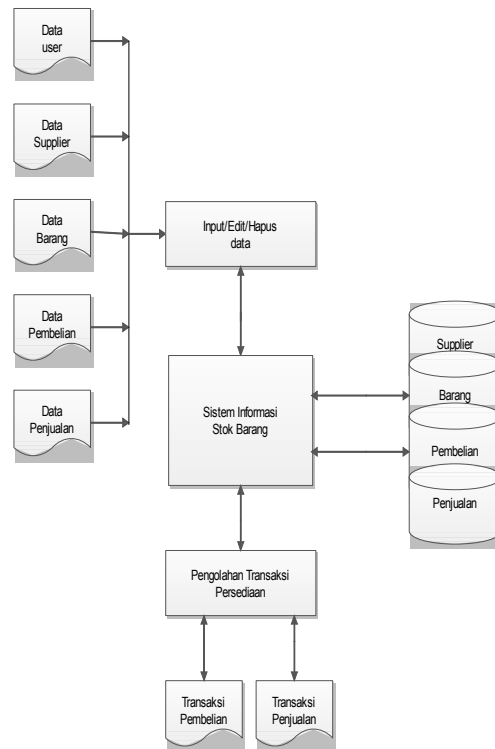 Data
user
Data
Supplier
Data
Barang
Data
Pembelian
Data
Penjualan
Input/Edit/Hapus
data
Sistem Informasi
Stok Barang
Supplier
Barang
Pembelian
Penjualan
Pengolahan Transaksi
Persediaan
Transaksi
Pembelian
Transaksi
Penjualan